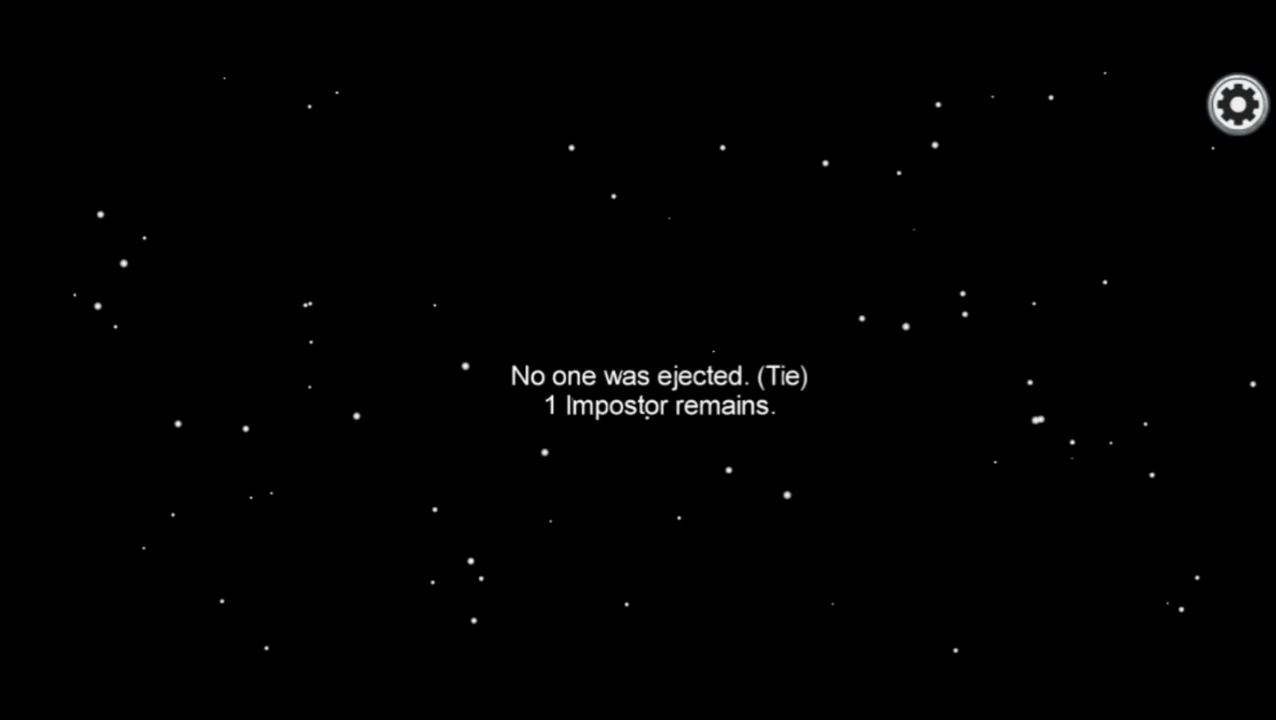 No one was ejected. (Tie)
1 Impostor remains.